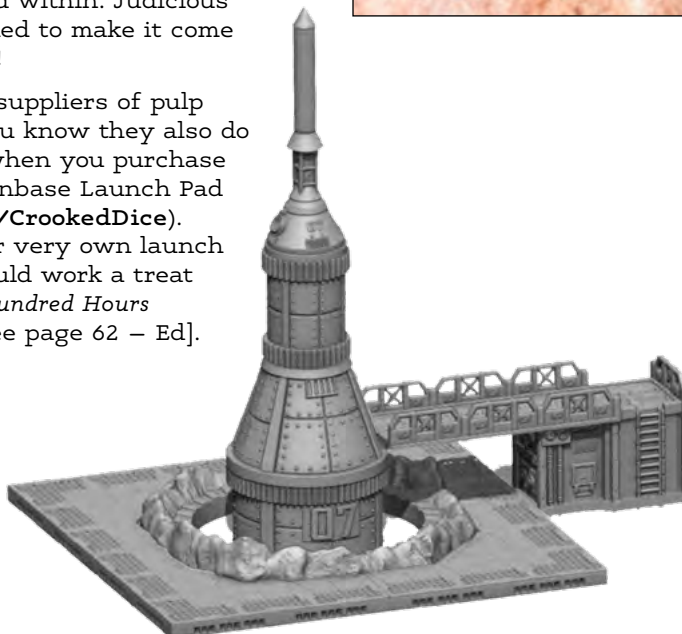 within. Judicious
ed to make it come
suppliers of pulp
u know they also do
when you purchase
nbase Launch Pad
/CrookedDice).
r very own launch
uld work a treat
undred Hours
e page 62 – Ed].
07